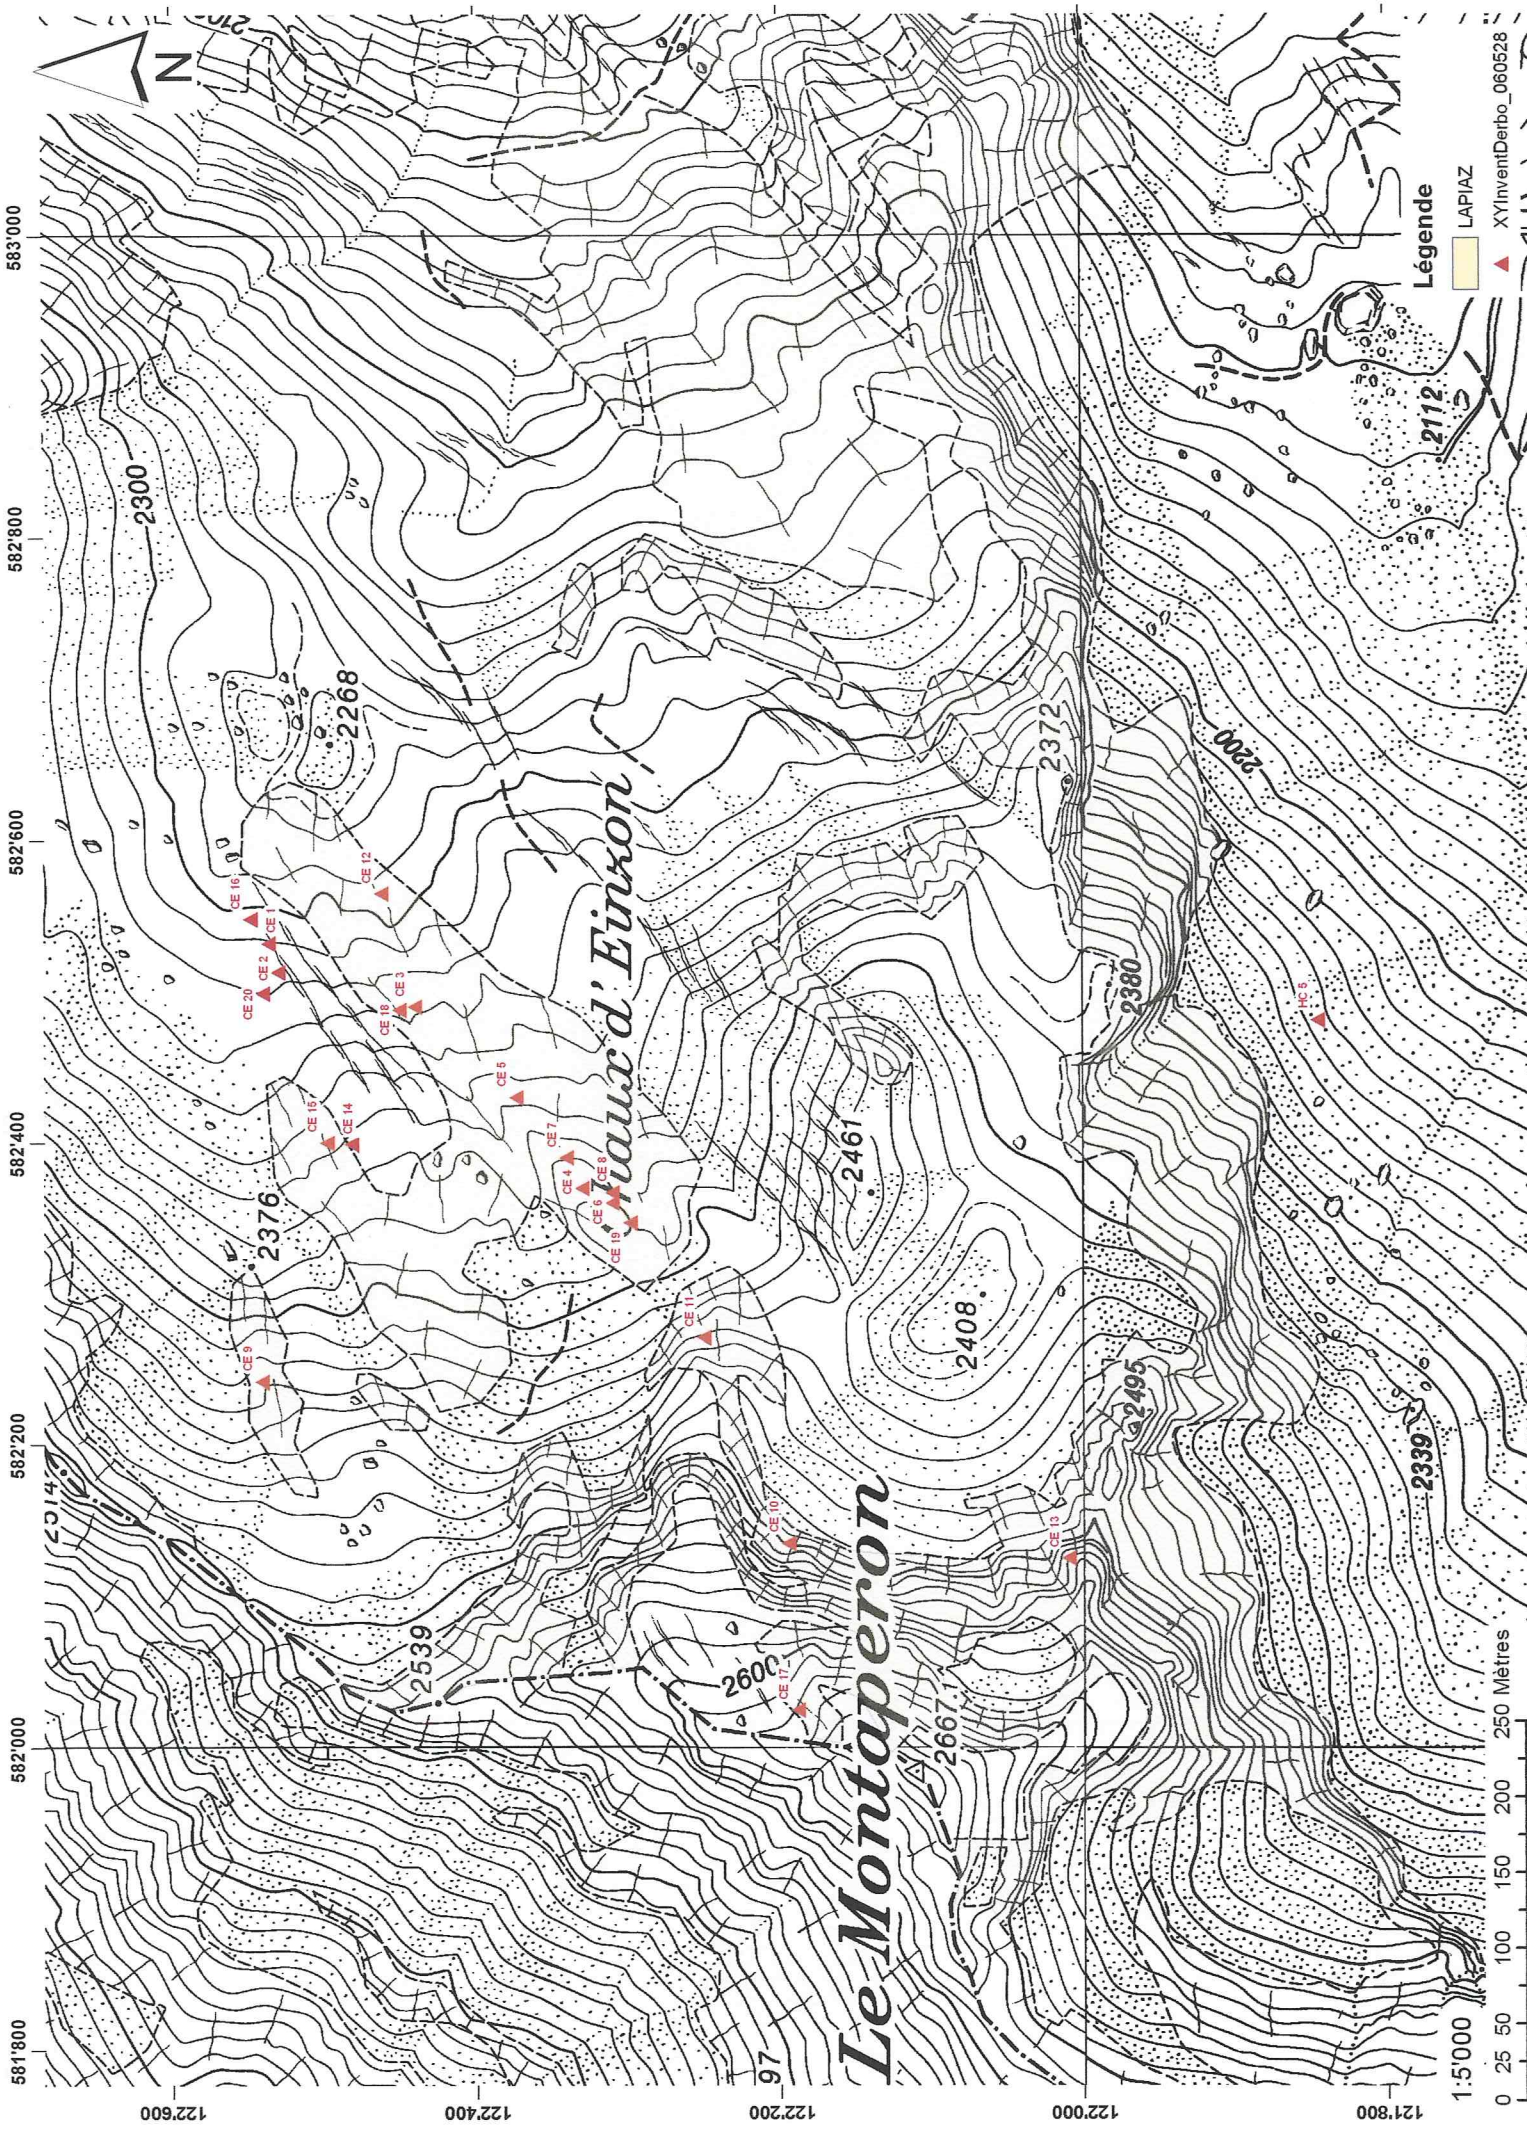 581'800
582'000
582'200
582'400
582'600
582'800
583'000
N
122'600
122'400
122'200
122'000
121'800
2514
2539
2600
97
Le Montaperon
2667
2376
2300
2268
haux d'Einzon
2461
2408
2372
2380
2495
2339
2200
2112
CE 9
CE 15
CE 14
CE 20
CE 2
CE 1
CE 16
CE 12
CE 18
CE 3
CE 5
CE 7
CE 4
CE 8
CE 6
CE 19
CE 11
CE 10
CE 13
CE 17
HC 5
1:5'000
0 25 50 100 150 200 250 Mètres
Légende
LAPIAZ
XYInventDerbo_060528